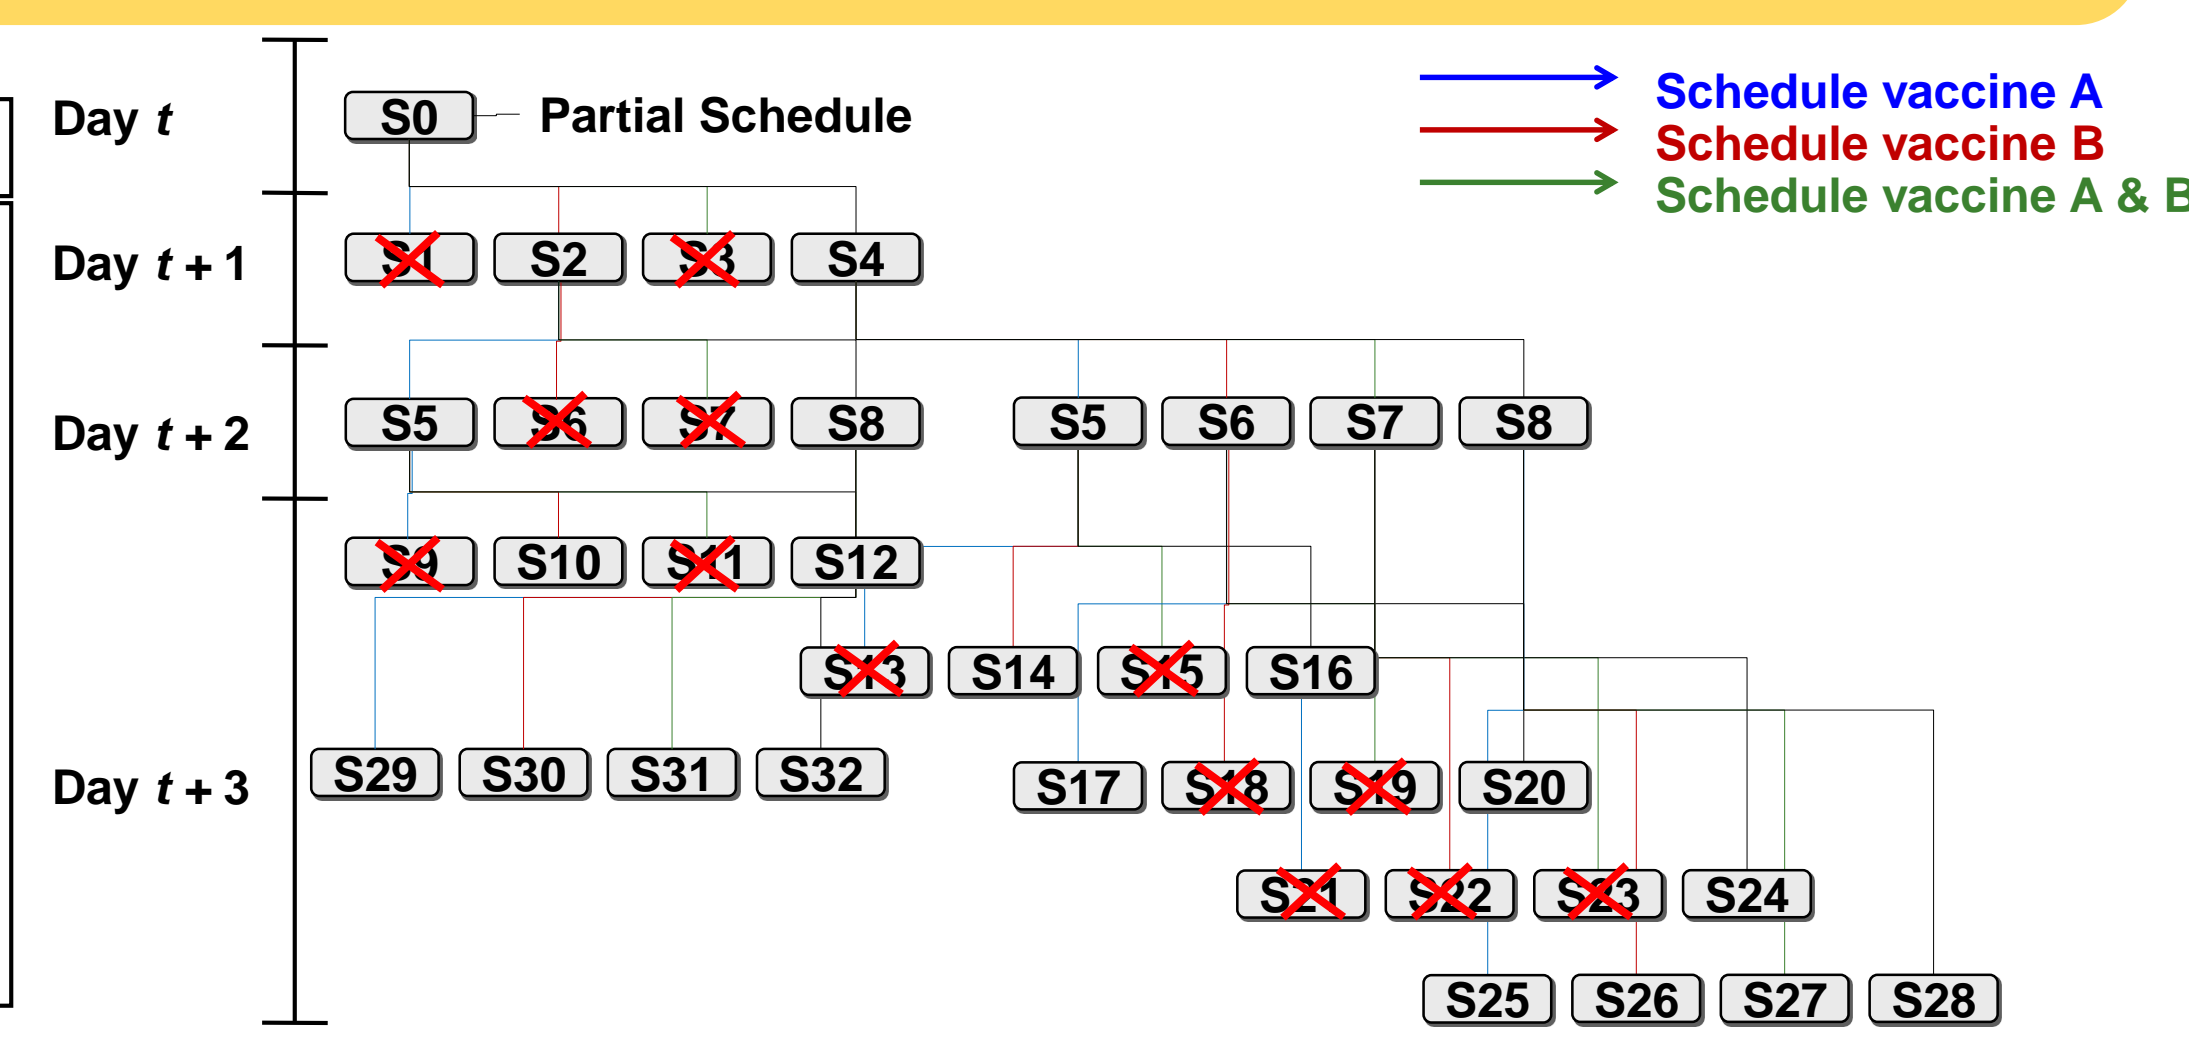 Day t
S0
Partial Schedule
Schedule vaccine A
Schedule vaccine B
Schedule vaccine A & B
Day t + 1
S1 S2 S3 S4
Day t + 2
S5 S6 S7 S8 S5 S6 S7 S8
S9 S10 S11 S12
S13 S14 S15 S16
Day t + 3
S29 S30 S31 S32 S17 S18 S19 S20
S21 S22 S23 S24
S25 S26 S27 S28